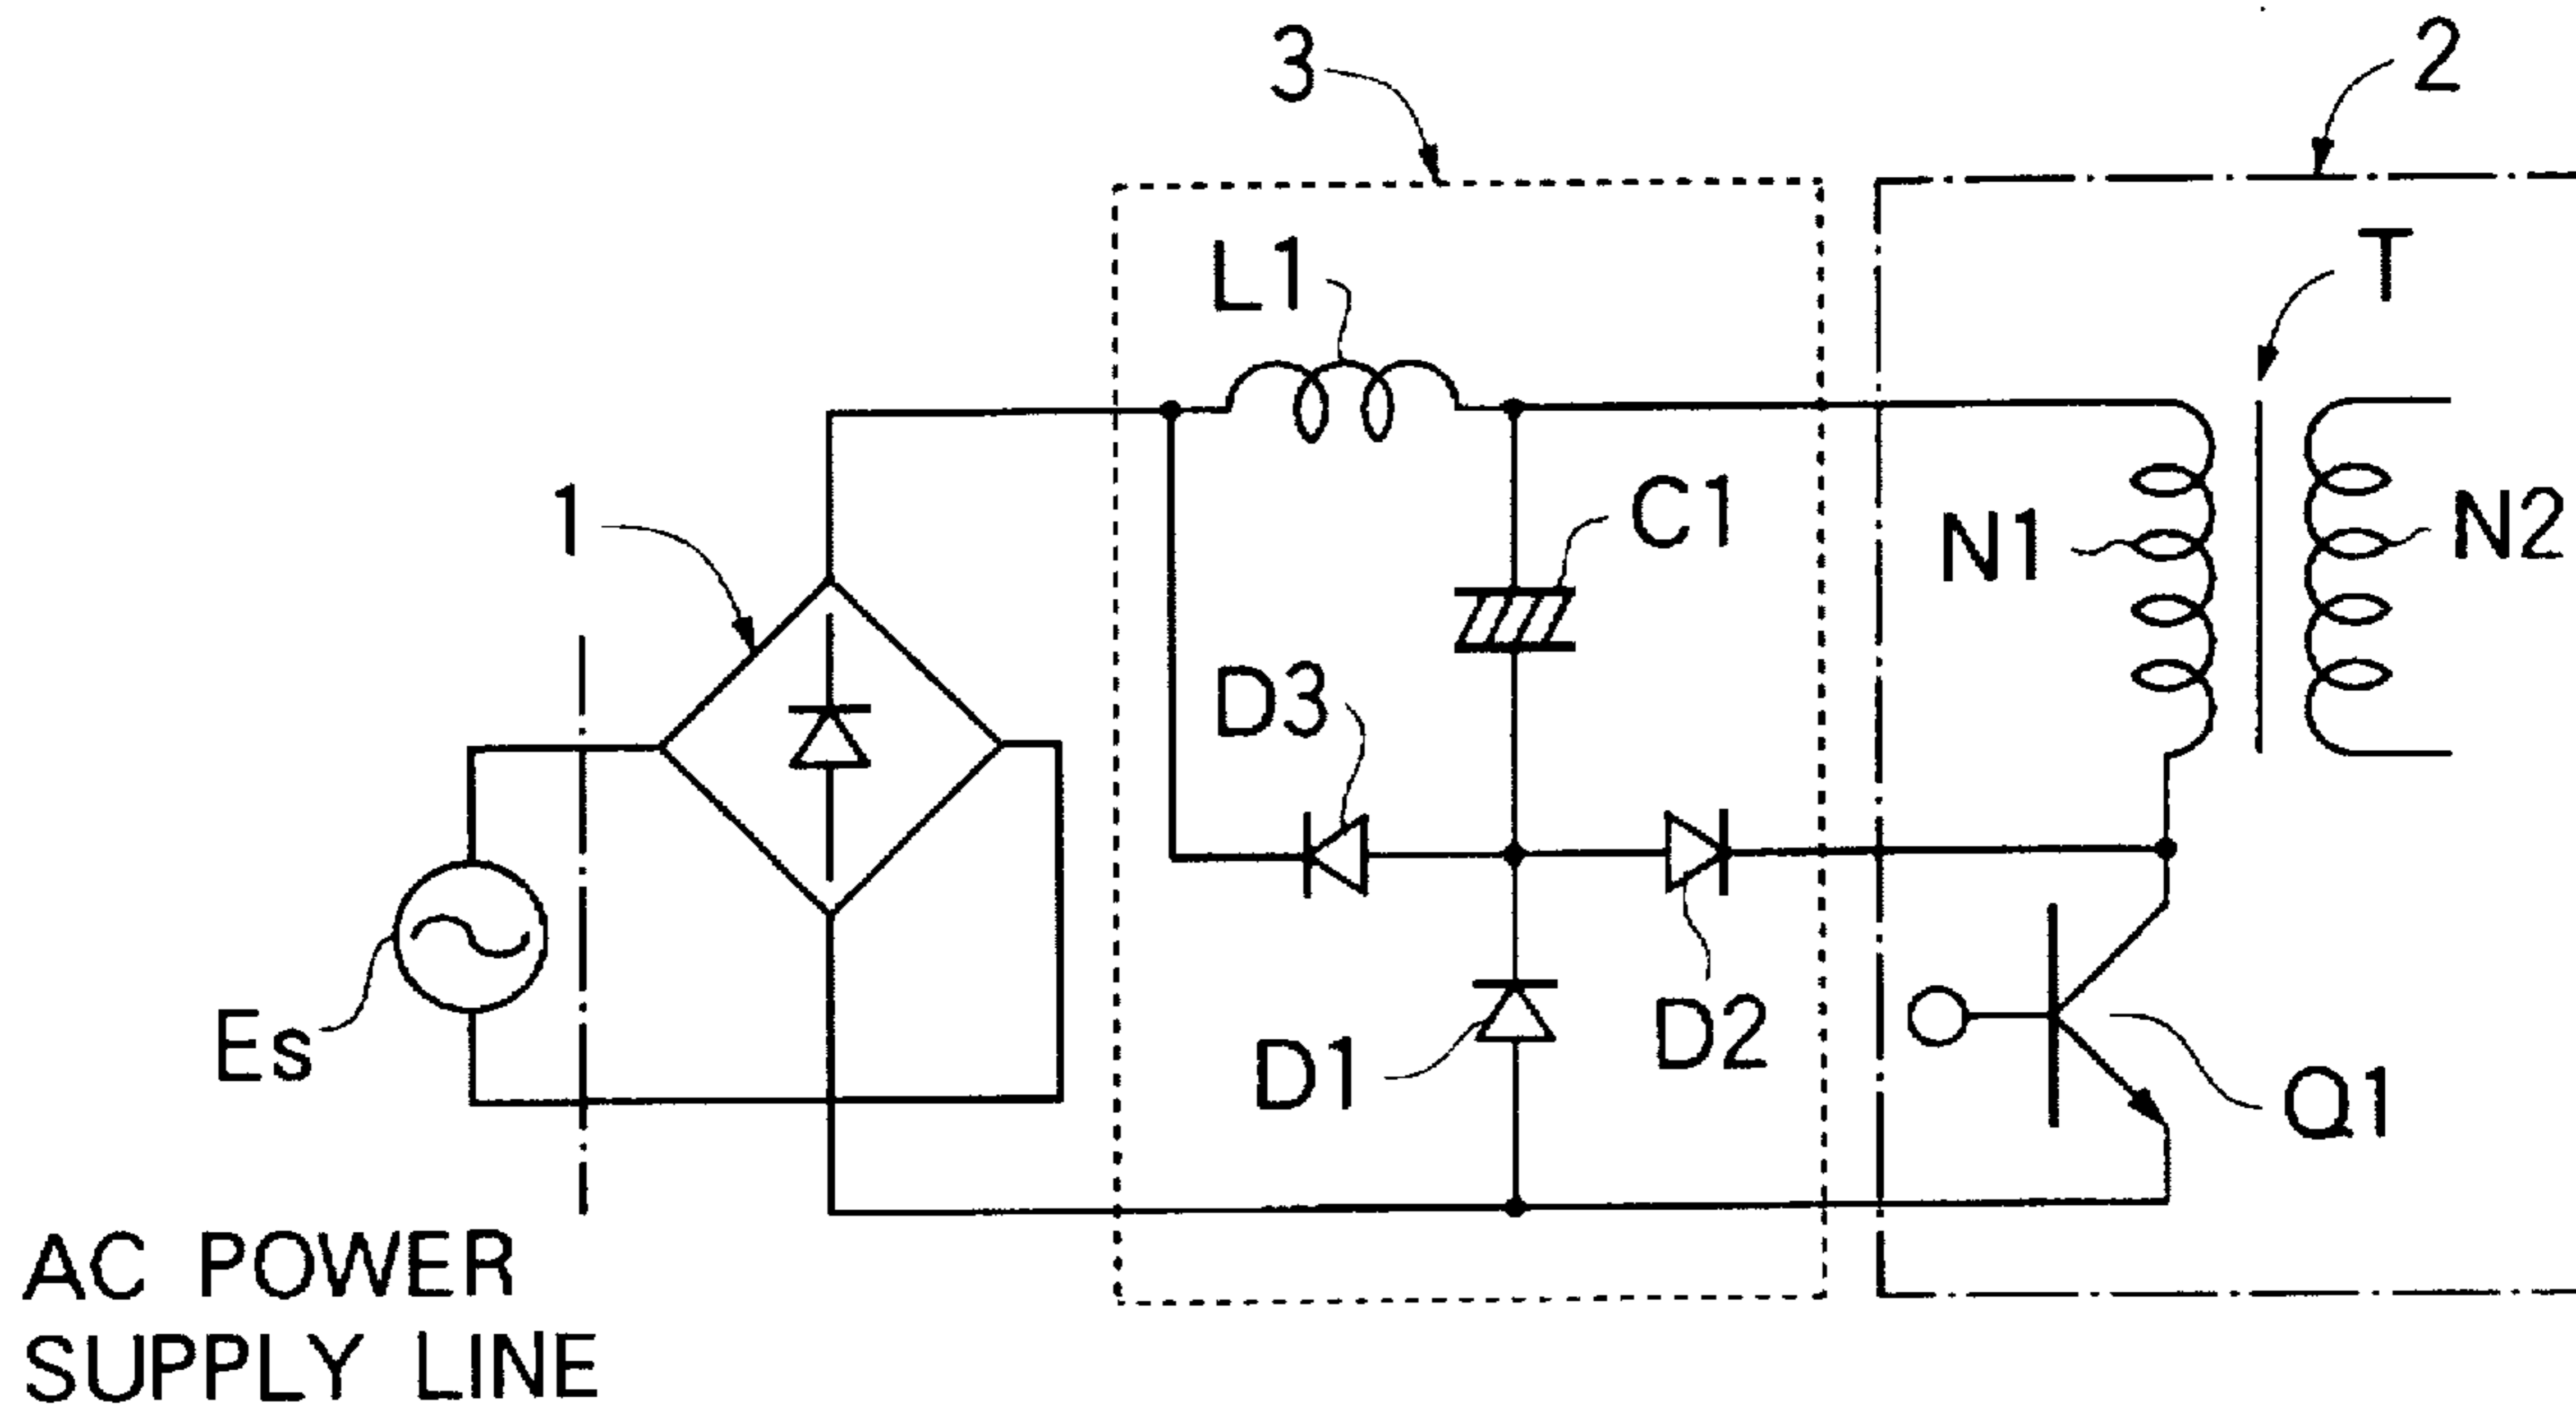 3
2
L1
T
1
C1
N1
N2
D3
Es
D1
D2
Q1
AC POWER
SUPPLY LINE